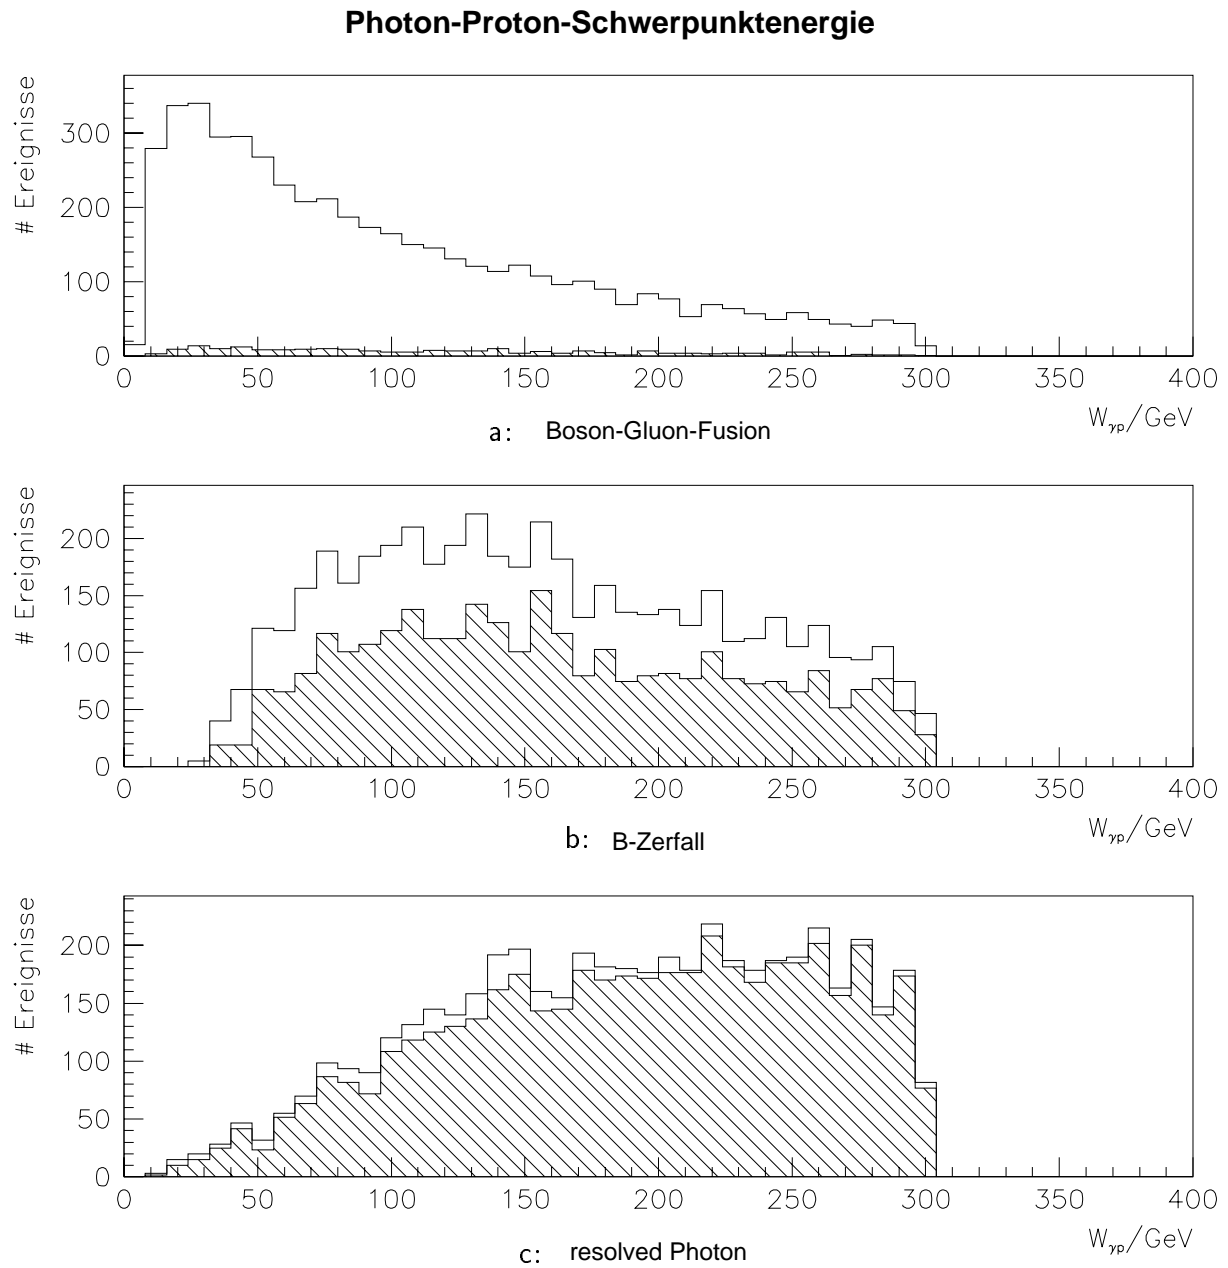 Photon-Proton-Schwerpunktenergie
# Ereignisse
300
200
100
0
0 50 100 150 200 250 300 350 400
W_γp/GeV
a: Boson-Gluon-Fusion
# Ereignisse
200
150
100
50
0
0 50 100 150 200 250 300 350 400
W_γp/GeV
b: B-Zerfall
# Ereignisse
200
150
100
50
0
0 50 100 150 200 250 300 350 400
W_γp/GeV
c: resolved Photon